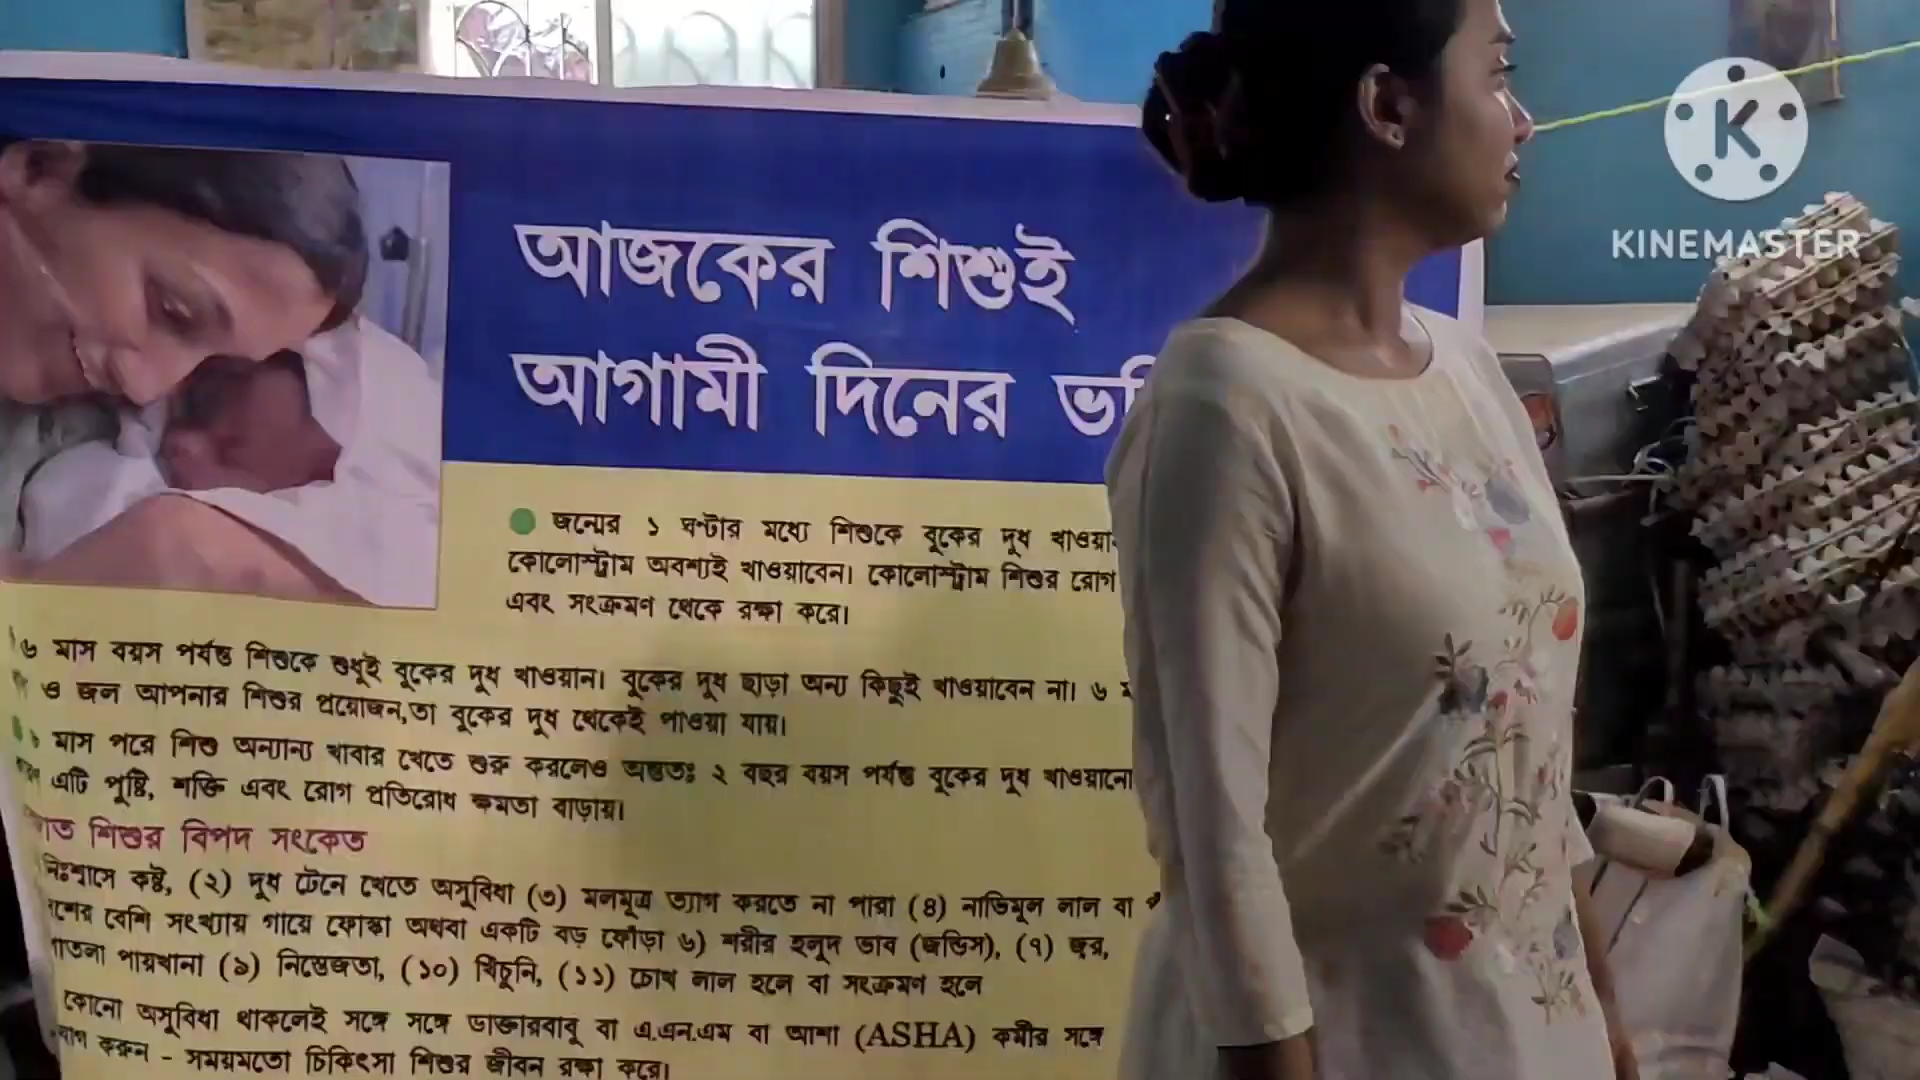 আজকের শিশুই
আগামী দিনের
জন্মের ১ ঘণ্টার মধ্যে শিশুকে বুকের দুধ
কোলোস্ট্রাম অবশ্যই খাওয়াবেন। কোলোস্ট্রাম শিশুর রোগ
এবং সংক্রমণ থেকে রক্ষা করে।
৬ মাস বয়স পর্যন্ত শিশুকে শুধুই বুকের দুধ খাওয়ান। বুকের দুধ ছাড়া অন্য কিছুই খাওয়াবেন না। ৬
ও জল আপনার শিশুর প্রয়োজন,তা বুকের দুধ থেকেই পাওয়া যায়।
৬ মাস পরে শিশু অন্যান্য খাবার খেতে শুরু করলেও অন্ততঃ ২ বছর বয়স পর্যন্ত বুকের দুধ খাওয়ানো
এটি পুষ্টি, শক্তি এবং রোগ প্রতিরোধ ক্ষমতা বাড়ায়।
শিশুর বিপদ সংকেত
কষ্ট, (২) দুধ টেনে খেতে অসুবিধা (৩) মলমূত্র ত্যাগ করতে না পারা (৪) নাভিমূল লাল বা
বেশি সংখ্যায় গায়ে ফোস্কা অথবা একটি বড় ফোঁড়া ৬) শরীর হলুদ ভাব (জন্ডিস), (৭) জ্বর,
পায়খানা (৯) নিস্তেজতা, (১০) খিঁচুনি, (১১) চোখ লাল হলে বা সংক্রমণ হলে
কোনো অসুবিধা থাকলেই সঙ্গে সঙ্গে ডাক্তারবাবু বা এ.এন.এম বা আশা (ASHA) কর্মীর সঙ্গে
করুন - সময়মতো চিকিৎসা শিশুর জীবন রক্ষা করে।
K
KINEMASTER